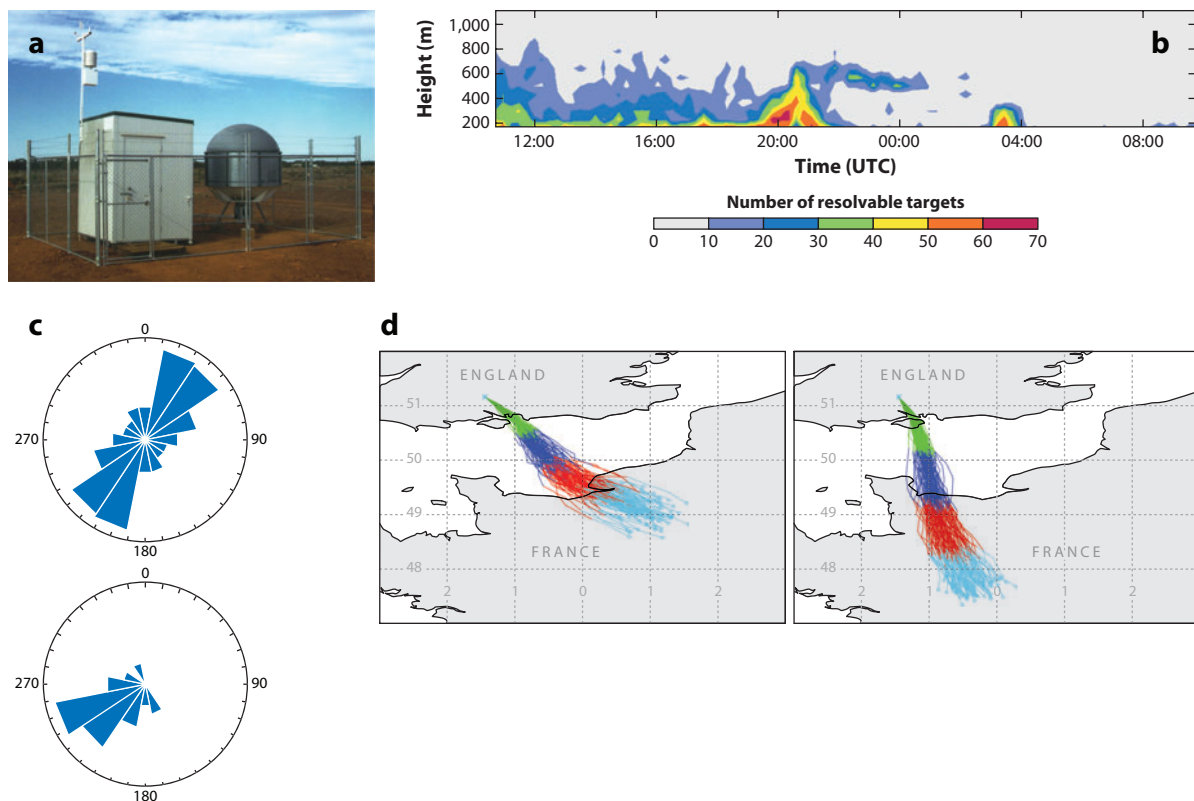 a
b
1,000
800
600
400
200
Height (m)
12:00 16:00 20:00 00:00 04:00 08:00
Time (UTC)
Number of resolvable targets
0 10 20 30 40 50 60 70
c
0
270 90
180
0
270 90
180
d
ENGLAND
51
50
49
FRANCE
48
2 1 0 1 2
ENGLAND
51
50
49
FRANCE
48
2 1 0 2